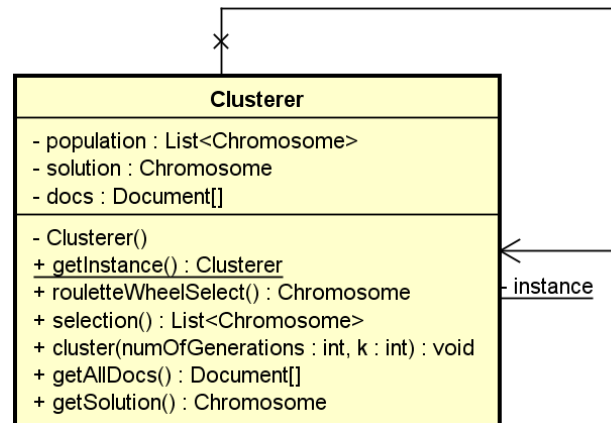 Clusterer
- population : List<Chromosome>
- solution : Chromosome
- docs : Document[]
- Clusterer()
+ getInstance() : Clusterer
+ rouletteWheelSelect() : Chromosome
- instance
+ selection() : List<Chromosome>
+ cluster(numOfGenerations : int, k : int) : void
+ getAllDocs() : Document[]
+ getSolution() : Chromosome